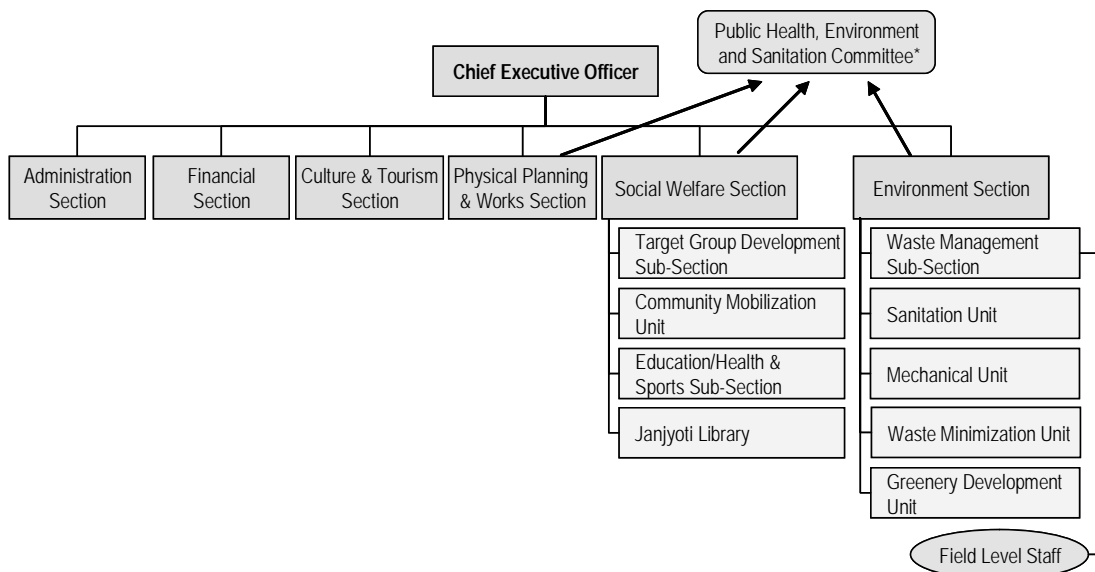 Public Health, Environment
and Sanitation Committee*
Chief Executive Officer
Administration
Section
Financial
Section
Culture & Tourism
Section
Physical Planning
& Works Section
Social Welfare Section
Environment Section
Target Group Development
Sub-Section
Community Mobilization
Unit
Education/Health &
Sports Sub-Section
Janjyoti Library
Waste Management
Sub-Section
Sanitation Unit
Mechanical Unit
Waste Minimization Unit
Greenery Development
Unit
Field Level Staff